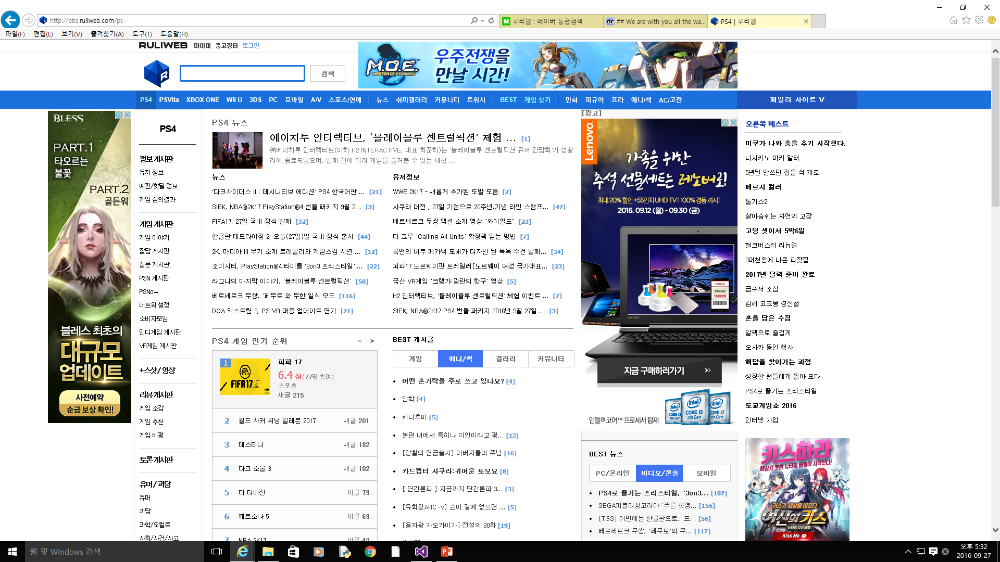 http://bbs.ruliweb.com/ps
루리웹 : 네이버 통합검색
## We are with you all the wa...
PS4 | 루리웹
파일(F) 편집(E) 보기(V) 즐겨찾기(A) 도구(T) 도움말(H)
RULIWEB 마이피 · 중고장터 · 로그인
검색
M.O.E.
MASTER OF ETERNITY
우주전쟁을
만날 시간!
PS4 PSVita XBOX ONE Wii U 3DS PC 모바일 A/V 스포츠/연예 뉴스 취미갤러리 커뮤니티 트위치 BEST 게임 찾기 만화 피규어 프라 애니/책 AC/고전 패밀리 사이트 V
BLESS
PART.1
타오르는
불꽃
PART.2
골든워
블레스 최초의
대규모
업데이트
사전예약
순금 보상 확인!
PS4
정보게시판
유저 정보
예판/핫딜 정보
게임 심의결과
게임게시판
게임 이야기
잡담 게시판
질문 게시판
PSN 게시판
PSNow
네트웍 설정
소비자모임
인디게임 게시판
VR게임 게시판
+스샷/영상
리뷰게시판
게임 소감
게임 추천
게임 비평
토론게시판
유머/괴담
유머
괴담
과학/오컬트
사회/사건/사고
PS4 뉴스
에이치투 인터렉티브, ‘블레이블루 센트럴픽션’ 체험 ... [1]
㈜에이치투 인터렉티브(이하 H2 INTERACTIVE, 대표 허준하)는 ‘블레이블루 센트럴픽션 유저 간담회’가 성황
리에 종료되었으며, 발매 전에 미리 게임을 즐겨볼 수 있는 체험 ...
뉴스
‘다크사이더스 II : 데시니티브 에디션’ PS4 한국어판 ... [21]
SIEK, NBA®2K17 PlayStation®4 번들 패키지 9월 2... [3]
FIFA17, 27일 국내 정식 발매 [32]
한글판 데드라이징 2, 오늘(27일)일 국내 정식 출시 [44]
2K, 마피아 III 무기 소개 트레일러와 게임스컴 시연 ... [12]
조이시티, PlayStation®4 타이틀 ‘3on3 프리스타일’ ... [22]
라그나의 마지막 이야기, '블레이블루 센트럴픽션' [50]
베르세르크 무쌍, '페무토'와 무한 일식 모드 [116]
DOA 익스트림 3, PS VR 대응 업데이트 연기 [21]
유저정보
WWE 2K17 - 새롭게 추가된 도발 모음 [2]
사쿠라 대전 , 27일 기점으로 20주년,기념 라인 스탬프... [47]
베르세르크 무쌍 액션 소개 영상 "와이얼드" [23]
더 크루 'Calling All Units' 확장팩 얻는 방법 [7]
록맨의 내부 메카닉 도해가 디자인 된 목욕 수건 발매... [34]
피파17 노르웨이판 트레일러[노르웨이 여성 국가대표... [23]
국산 VR게임 '크랭가:광란의 항구' 영상 [5]
H2 인터렉티브, ‘블레이블루 센트럴픽션’ 체험 이벤트 ... [7]
SIEK, NBA®2K17 PS4 번들 패키지 2016년 9월 27일 ... [3]
PS4 게임 인기 순위 < >
1
EA SPORTS
FIFA 17
피파 17
6.4 점(77명 참여)
스포츠
새글 215
2 월드 사커 위닝 일레븐 2017 새글 201
3 데스티니 새글 182
4 다크 소울 3 새글 102
5 더 디비전 새글 79
6 페르소나 5 새글 69
7 NBA 2K17 새글 42
BEST 게시글
게임 애니/책 갤러리 커뮤니티
어떤 손가락을 주로 쓰고 있나요? [4]
만학 [4]
카나후미 [5]
본편 내에서 특히나 미인이라고 평... [13]
[강철의 연금술사] 아버지들의 푸념 [16]
카드캡터 사쿠라:귀여운 토모요 [8]
[ 단간론파 ] 지금까지 단간론파 3... [3]
[유희왕ARC-V] 슌이 곁에 없으면 ... [5]
[용자왕 가오가이가] 전설의 30화 [19]
[광고]
Lenovo
가족을 위한
추석 선물세트는 레노버로!
최대 20% 할인 +55인치 UHD TV! 100% 경품 까지!
2016. 09.12 (월) - 09.30 (금)
MOBILE
10,000원
Lenovo
지금 구매하러가기 »
인텔® 코어™ 프로세서 탑재
intel CORE i3 7th Gen
intel CORE i5 7th Gen
intel CORE i7 7th Gen
BEST 뉴스
PC/온라인 비디오/콘솔 모바일
PS4로 즐기는 프리스타일, '3on3... [107]
SEGA퍼블리싱코리아 '푸른 혁명... [156]
[TGS] 이번에는 한글판으로, '드... [56]
베르세르크 무쌍, '페무토'와 무... [117]
오른쪽 베스트
미쿠가 나와 춤을 추기 시작햇다.
니시키노 마키 알터
5년된 안쓰던 집을 싹 개조
메르시 컬러
톨기스2
살아숨쉬는 자연의 고장
고딩 셋이서 5박6일
헐크버스터 리뉴얼
3대천왕에 나온 피잣집
2017년 달력 준비 완료
금수저 조심
김해 코코몽 경전철
혼을 담은 수집
알팩으로 즐겁게
오사카 동인 행사
해답을 찾아가는 과정
성장한 팬들에게 돌아 오다
PS4로 즐기는 프리스타일
도쿄게임쇼 2016
인터넷 가입
키스하라
예상치 못한 뉴타입 배틀이 시작된다!
키스가 세상을 바꾼다
여신의 키스
뉴타입 감성 배틀
Kiss Me
웹 및 Windows 검색
오후 5:32
2016-09-27